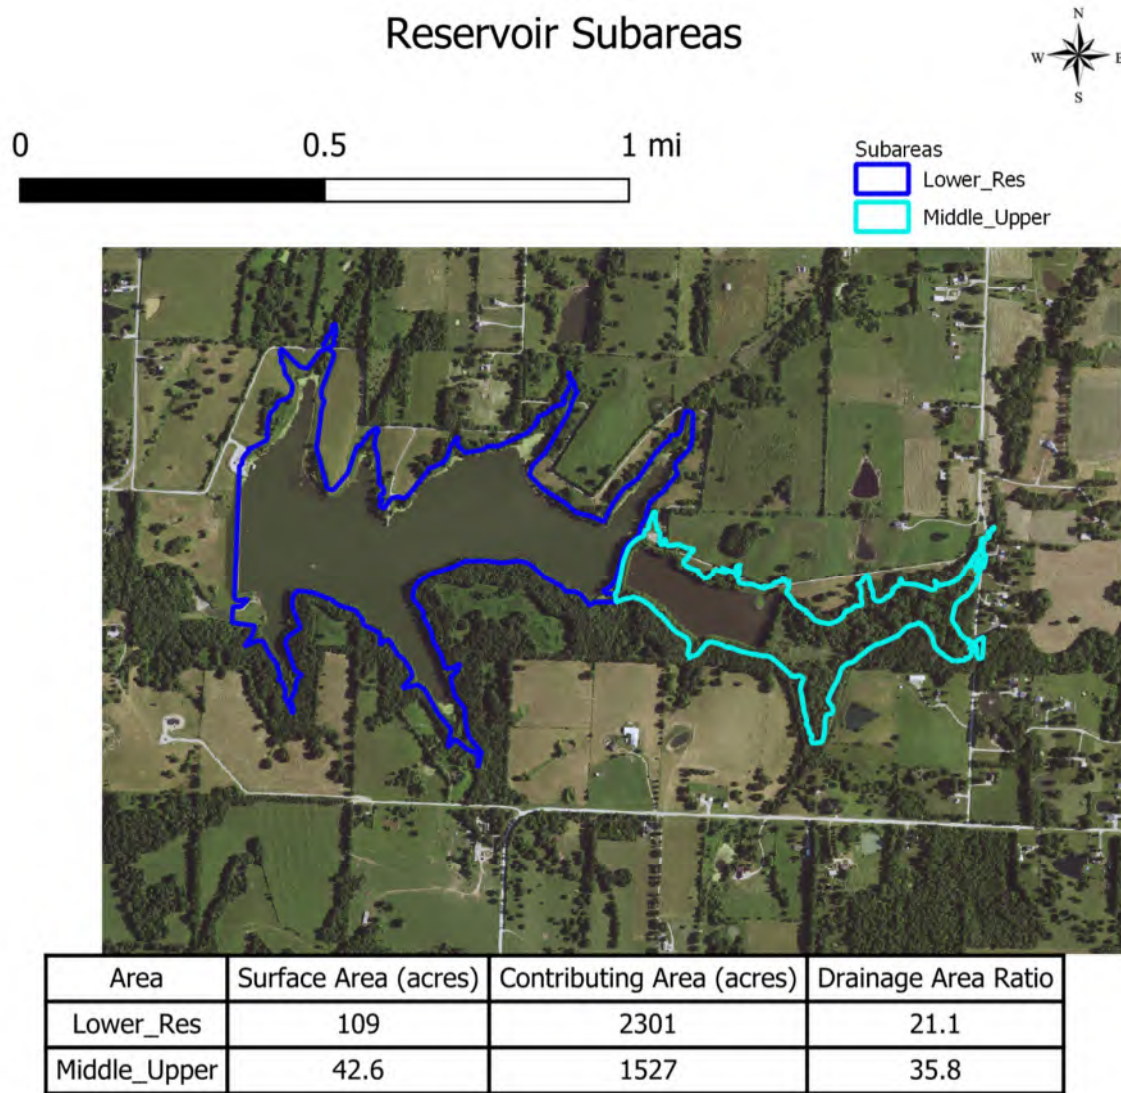 Reservoir Subareas
N
W E
S
0 0.5 1 mi
Subareas
Lower_Res
Middle_Upper
Area Surface Area (acres) Contributing Area (acres) Drainage Area Ratio
Lower_Res 109 2301 21.1
Middle_Upper 42.6 1527 35.8